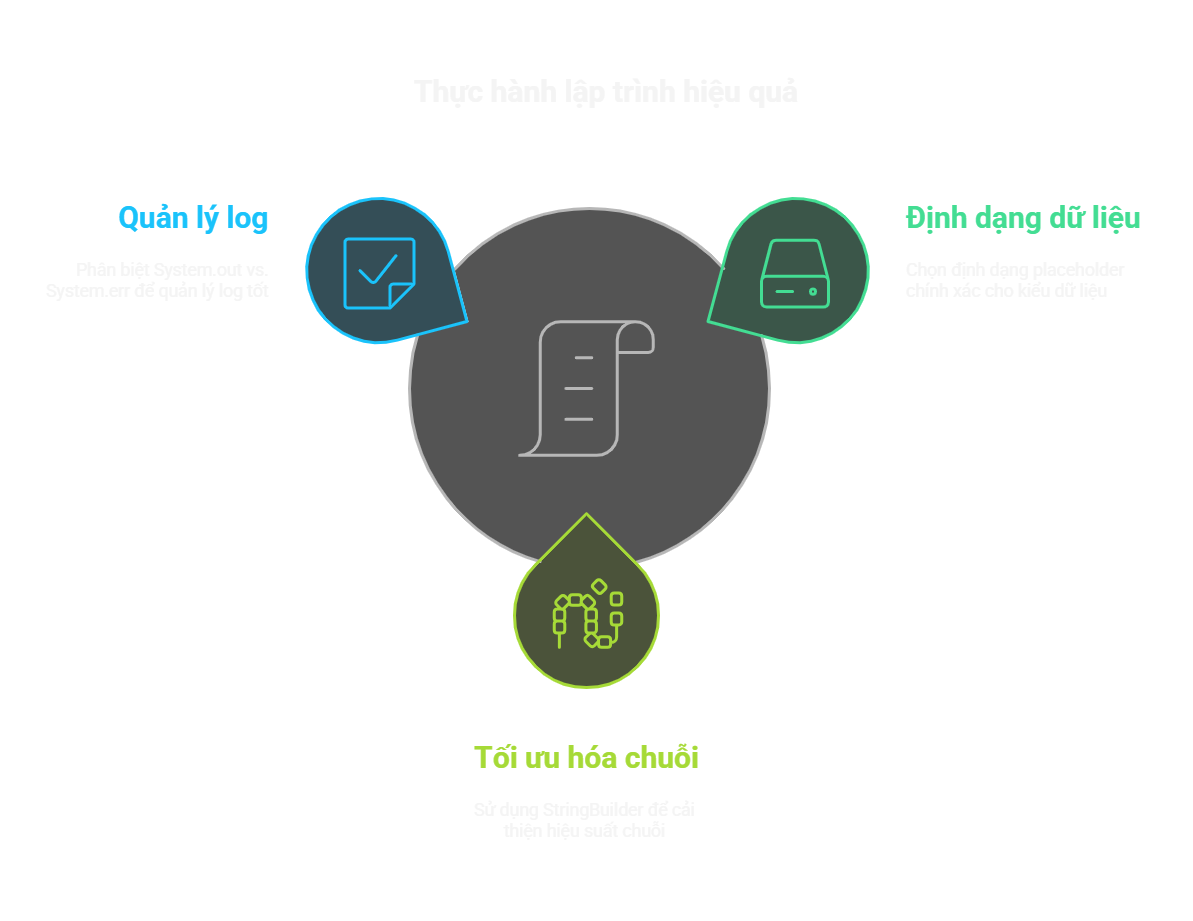 Thực hành lập trình hiệu quả
Quản lý log
Phân biệt System.out vs.
System.err để quản lý log tốt
Định dạng dữ liệu
Chọn định dạng placeholder
chính xác cho kiểu dữ liệu
Tối ưu hóa chuỗi
Sử dụng StringBuilder để cải
thiện hiệu suất chuỗi